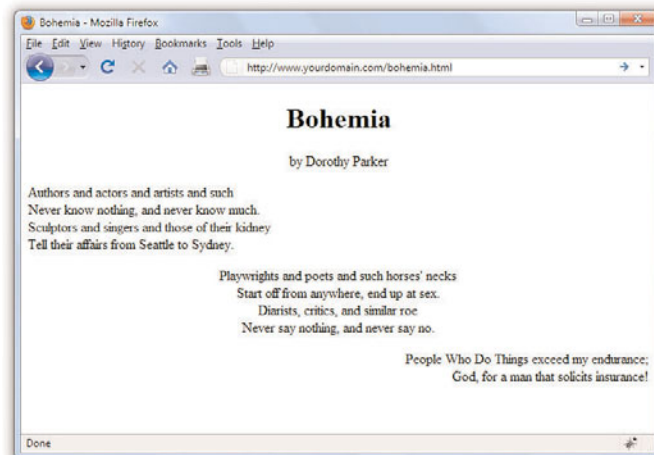 Bohemia - Mozilla Firefox
File Edit View History Bookmarks Tools Help
http://www.yourdomain.com/bohemia.html
Bohemia
by Dorothy Parker
Authors and actors and artists and such
Never know nothing, and never know much.
Sculptors and singers and those of their kidney
Tell their affairs from Seattle to Sydney.
Playwrights and poets and such horses' necks
Start off from anywhere, end up at sex.
Diarists, critics, and similar roe
Never say nothing, and never say no.
People Who Do Things exceed my endurance;
God, for a man that solicits insurance!
Done